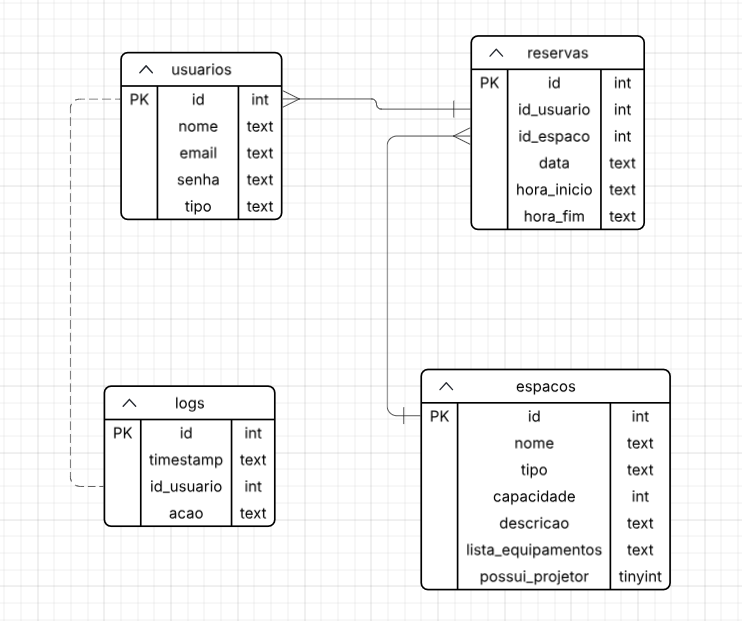 usuarios
PK id int
nome text
email text
senha text
tipo text
reservas
PK id int
id_usuario int
id_espaco int
data text
hora_inicio text
hora_fim text
logs
PK id int
timestamp text
id_usuario int
acao text
espacos
PK id int
nome text
tipo text
capacidade int
descricao text
lista_equipamentos text
possui_projetor tinyint